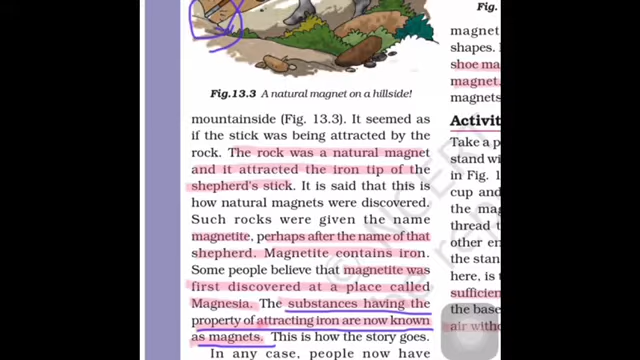 Fig.13.3 A natural magnet on a hillside!
mountainside (Fig. 13.3). It seemed as
if the stick was being attracted by the
rock. The rock was a natural magnet
and it attracted the iron tip of the
shepherd's stick. It is said that this is
how natural magnets were discovered.
Such rocks were given the name
magnetite, perhaps after the name of that
shepherd. Magnetite contains iron.
Some people believe that magnetite was
first discovered at a place called
Magnesia. The substances having the
property of attracting iron are now known
as magnets. This is how the story goes.
In any case, people now have
Fig.
magnet
shapes.
shoe ma
magnet.
magnets
Activi
Take a p
stand wi
in Fig. 1
cup and
the mag
thread t
other en
the stan
here, is
sufficien
the base
air witho
© NCERT